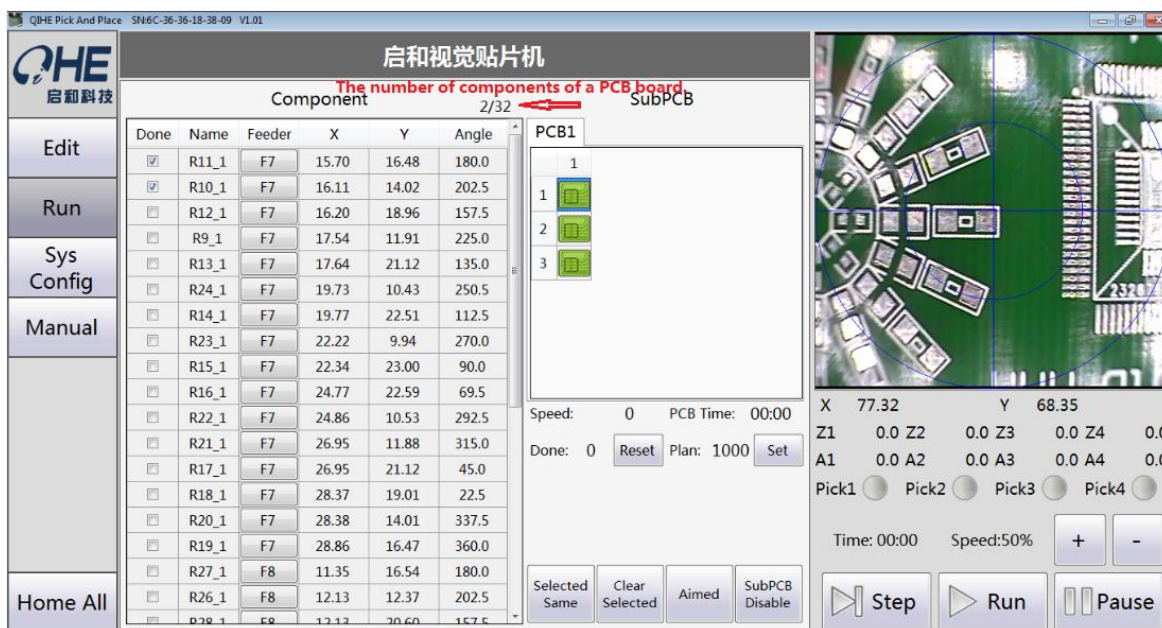 QIHE Pick And Place SN:6C-36-36-18-38-09 V1.01
QiHE
启和科技
启和视觉贴片机
The number of components of a PCB board.
Component
2/32
SubPCB
Edit
Run
Sys
Config
Manual
Home All
Done Name Feeder X Y Angle
R11_1 F7 15.70 16.48 180.0
R10_1 F7 16.11 14.02 202.5
R12_1 F7 16.20 18.96 157.5
R9_1 F7 17.54 11.91 225.0
R13_1 F7 17.64 21.12 135.0
R24_1 F7 19.73 10.43 250.5
R14_1 F7 19.77 22.51 112.5
R23_1 F7 22.22 9.94 270.0
R15_1 F7 22.34 23.00 90.0
R16_1 F7 24.77 22.59 69.5
R22_1 F7 24.86 10.53 292.5
R21_1 F7 26.95 11.88 315.0
R17_1 F7 26.95 21.12 45.0
R18_1 F7 28.37 19.01 22.5
R20_1 F7 28.38 14.01 337.5
R19_1 F7 28.86 16.47 360.0
R27_1 F8 11.35 16.54 180.0
R26_1 F8 12.13 12.37 202.5
R28_1 F8 12.13 20.60 157.5
PCB1
1
1
2
3
Speed: 0 PCB Time: 00:00
Done: 0 Reset Plan: 1000 Set
Selected
Same
Clear
Selected
Aimed
SubPCB
Disable
2328
X 77.32 Y 68.35
Z1 0.0 Z2 0.0 Z3 0.0 Z4
A1 0.0 A2 0.0 A3 0.0 A4
Pick1 Pick2 Pick3 Pick4
Time: 00:00 Speed:50% + -
Step Run Pause